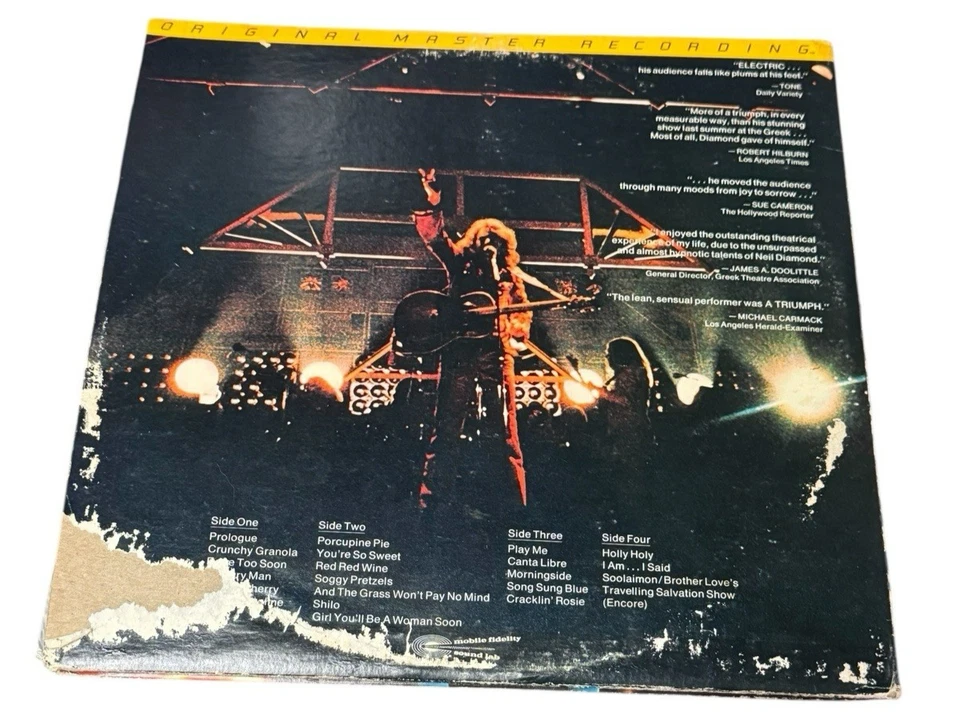 ORIGINAL MASTER RECORDING
"ELECTRIC . . .
his audience falls like plums at his feet."
— TONE
Daily Variety
"More of a triumph, in every
measurable way, than his stunning
show last summer at the Greek . . .
Most of all, Diamond gave of himself."
— ROBERT HILBURN
Los Angeles Times
". . . he moved the audience
through many moods from joy to sorrow . . ."
— SUE CAMERON
The Hollywood Reporter
"I enjoyed the outstanding theatrical
experience of my life, due to the unsurpassed
and almost hypnotic talents of Neil Diamond."
— JAMES A. DOOLITTLE
General Director, Greek Theatre Association
"The lean, sensual performer was A TRIUMPH."
— MICHAEL CARMACK
Los Angeles Herald-Examiner
Side One
Prologue
Crunchy Granola
Too Soon
Man
Side Two
Porcupine Pie
You're So Sweet
Red Red Wine
Soggy Pretzels
And The Grass Won't Pay No Mind
Shilo
Girl You'll Be A Woman Soon
Side Three
Play Me
Canta Libre
Morningside
Song Sung Blue
Cracklin' Rosie
Side Four
Holly Holy
I Am . . . I Said
Soolaimon/Brother Love's
Travelling Salvation Show
(Encore)
mobile fidelity
sound lab